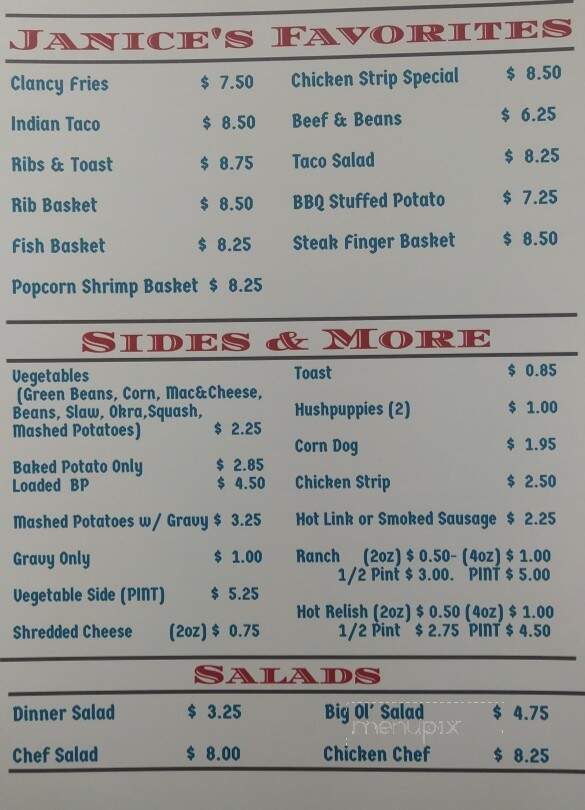 JANICE'S FAVORITES
Clancy Fries $ 7.50
Indian Taco $ 8.50
Ribs & Toast $ 8.75
Rib Basket $ 8.50
Fish Basket $ 8.25
Popcorn Shrimp Basket $ 8.25
Chicken Strip Special $ 8.50
Beef & Beans $ 6.25
Taco Salad $ 8.25
BBQ Stuffed Potato $ 7.25
Steak Finger Basket $ 8.50
SIDES & MORE
Vegetables
(Green Beans, Corn, Mac&Cheese,
Beans, Slaw, Okra,Squash,
Mashed Potatoes) $ 2.25
Baked Potato Only $ 2.85
Loaded BP $ 4.50
Mashed Potatoes w/ Gravy $ 3.25
Gravy Only $ 1.00
Vegetable Side (PINT) $ 5.25
Shredded Cheese (2oz) $ 0.75
Toast $ 0.85
Hushpuppies (2) $ 1.00
Corn Dog $ 1.95
Chicken Strip $ 2.50
Hot Link or Smoked Sausage $ 2.25
Ranch (2oz) $ 0.50- (4oz) $ 1.00
1/2 Pint $ 3.00. PINT $ 5.00
Hot Relish (2oz) $ 0.50 (4oz) $ 1.00
1/2 Pint $ 2.75 PINT $ 4.50
SALADS
Dinner Salad $ 3.25
Chef Salad $ 8.00
Big Ol' Salad $ 4.75
menupix
Chicken Chef $ 8.25